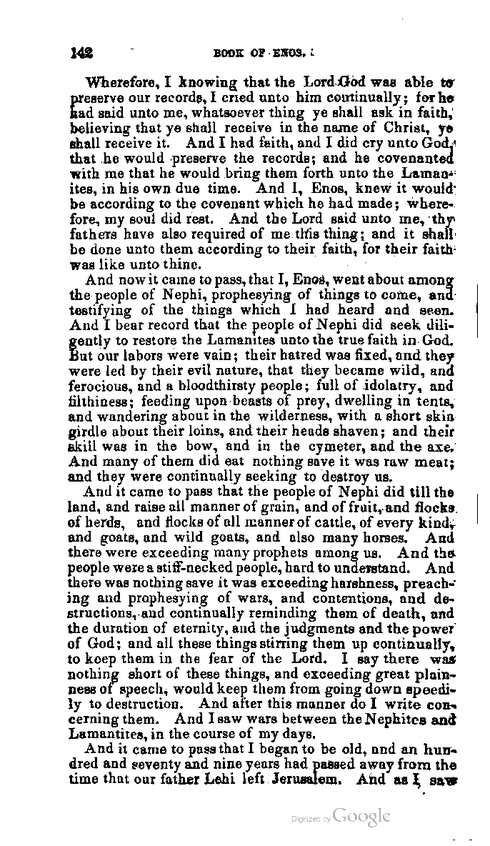 142 BOOK OF ENOS.
Wherefore, I knowing that the Lord God was able to
preserve our records, I cried unto him continually; for he
had said unto me, whatsoever thing ye shall ask in faith,
believing that ye shall receive in the name of Christ, ye
shall receive it. And I had faith, and I did cry unto God,
that he would preserve the records; and he covenanted
with me that he would bring them forth unto the Laman-
ites, in his own due time. And I, Enos, knew it would
be according to the covenant which he had made; where-
fore, my soul did rest. And the Lord said unto me, thy
fathers have also required of me this thing; and it shall
be done unto them according to their faith, for their faith
was like unto thine.
And now it came to pass, that I, Enos, went about among
the people of Nephi, prophesying of things to come, and
testifying of the things which I had heard and seen.
And I bear record that the people of Nephi did seek dili-
gently to restore the Lamanites unto the true faith in God.
But our labors were vain; their hatred was fixed, and they
were led by their evil nature, that they became wild, and
ferocious, and a bloodthirsty people; full of idolatry, and
filthiness; feeding upon beasts of prey, dwelling in tents,
and wandering about in the wilderness, with a short skin
girdle about their loins, and their heads shaven; and their
skill was in the bow, and in the cymeter, and the axe.
And many of them did eat nothing save it was raw meat;
and they were continually seeking to destroy us.
And it came to pass that the people of Nephi did till the
land, and raise all manner of grain, and of fruit, and flocks
of herds, and flocks of all manner of cattle, of every kind,
and goats, and wild goats, and also many horses. And
there were exceeding many prophets among us. And the
people were a stiff-necked people, hard to understand. And
there was nothing save it was exceeding harshness, preach-
ing and prophesying of wars, and contentions, and de-
structions, and continually reminding them of death, and
the duration of eternity, and the judgments and the power
of God; and all these things stirring them up continually,
to keep them in the fear of the Lord. I say there was
nothing short of these things, and exceeding great plain-
ness of speech, would keep them from going down speedi-
ly to destruction. And after this manner do I write con-
cerning them. And I saw wars between the Nephites and
Lamantites, in the course of my days.
And it came to pass that I began to be old, and an hun-
dred and seventy and nine years had passed away from the
time that our father Lehi left Jerusalem. And as I saw
Digitized by Google